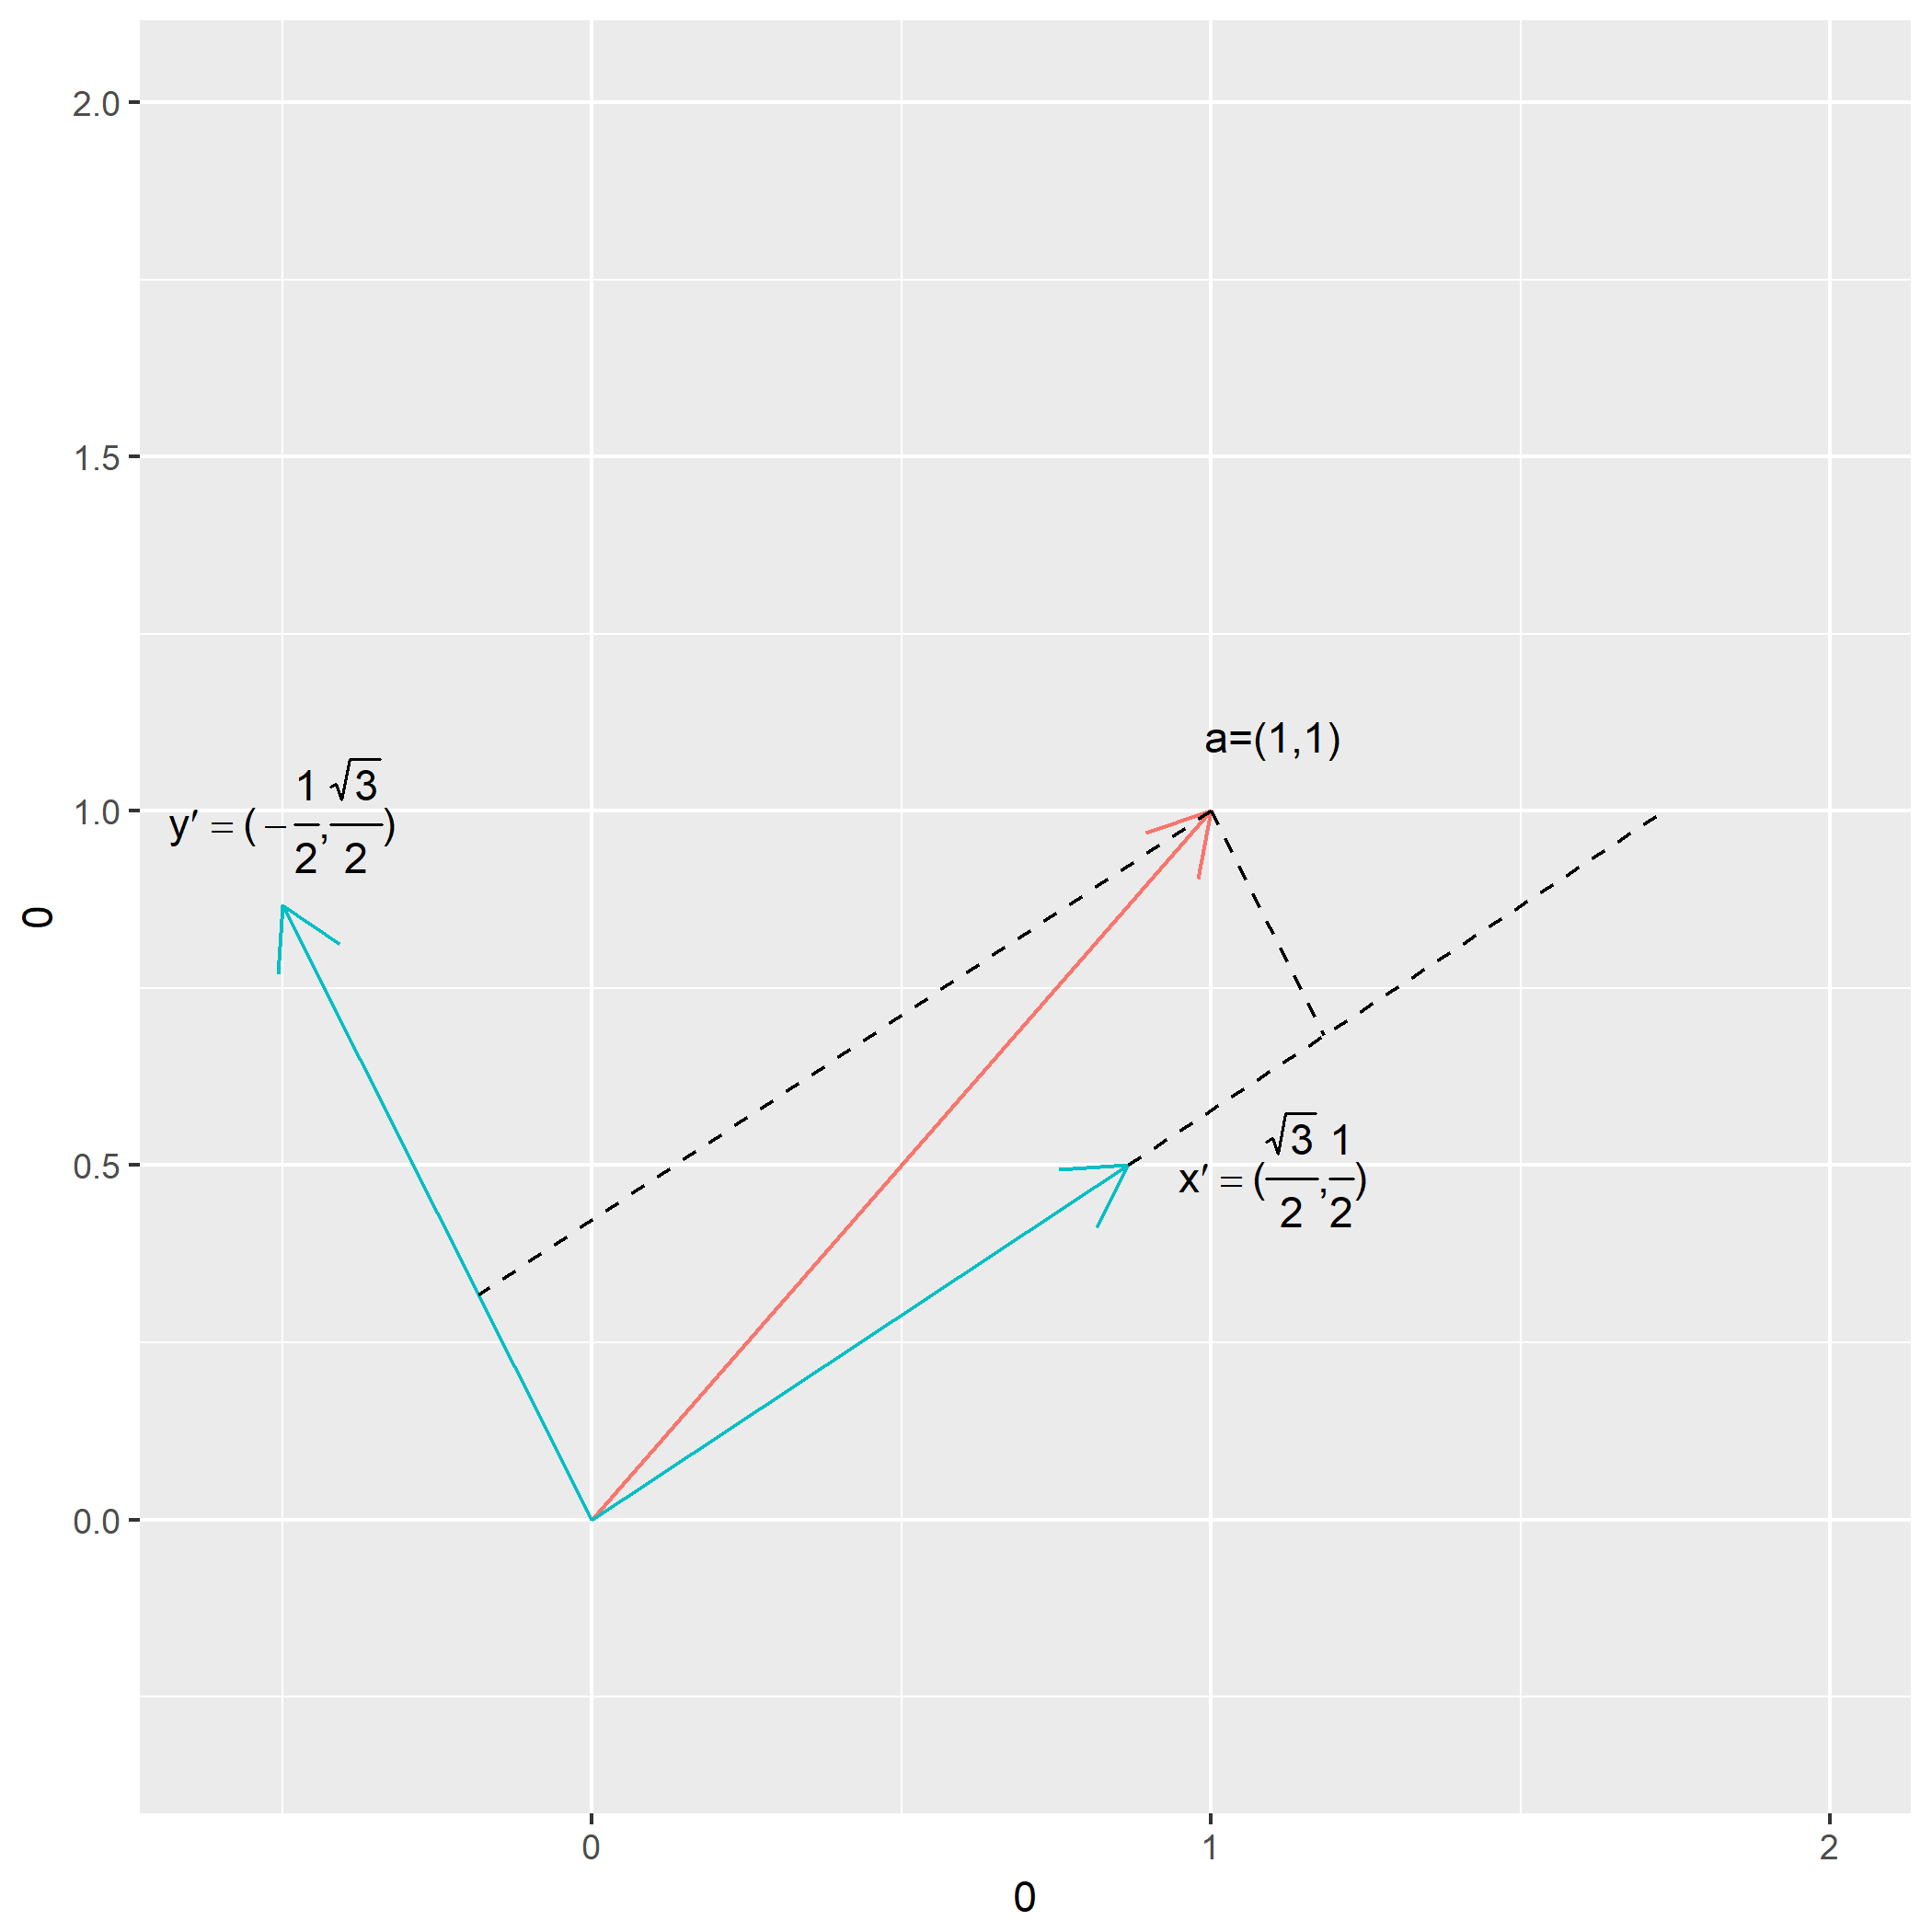 2.0
1.5
a=(1,1)
y′ = (−1/2,√3/2)
1.0
0
x′ = (√3/2,1/2)
0.5
0.0
0 1 2
0